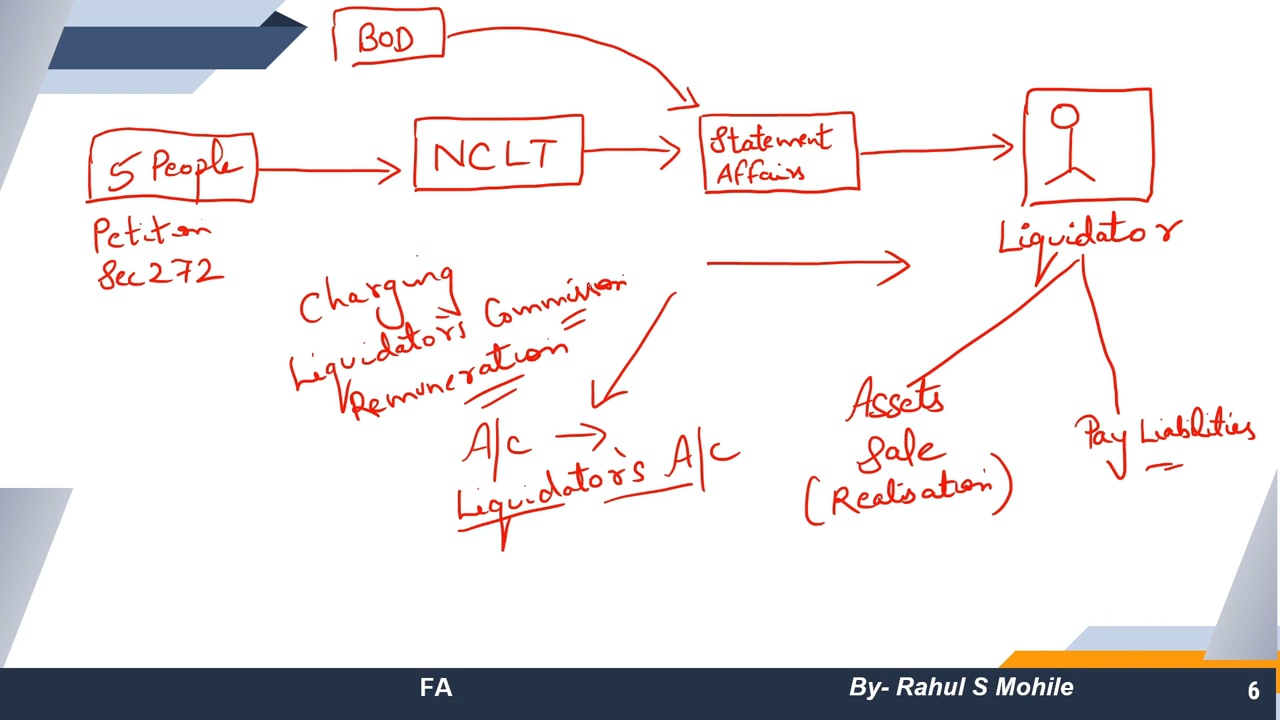 BOD
5 People
NCLT
Statement
Affairs
Petition
Sec 272
Liquidator
Charging
Liquidator's Commission
Remuneration
A/c →
Liquidator's A/c
Assets
Sale
(Realisation)
Pay Liabilities
FA
By- Rahul S Mohile
6